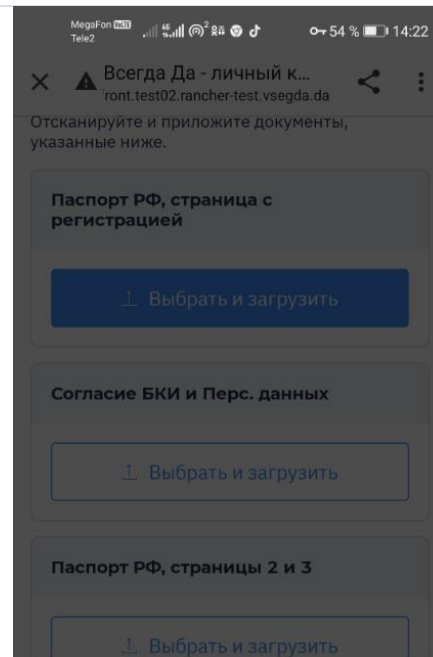 MegaFon VoLTE
Tele2
54 % 14:22
Всегда Да - личный к...
ront.test02.rancher-test.vsegda.da
Отсканируйте и приложите документы,
указанные ниже.
Паспорт РФ, страница с
регистрацией
Выбрать и загрузить
Согласие БКИ и Перс. данных
Выбрать и загрузить
Паспорт РФ, страницы 2 и 3
Выбрать и загрузить